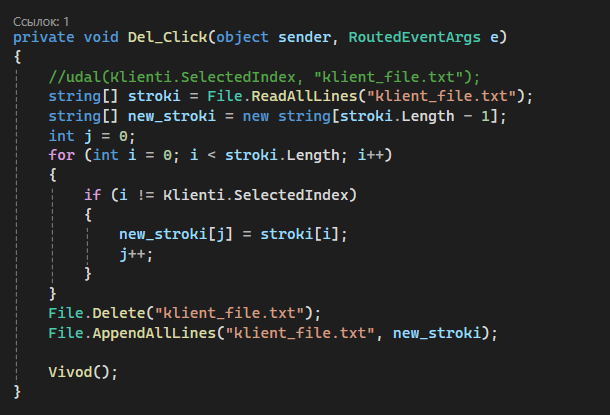 Ссылок: 1
private void Del_Click(object sender, RoutedEventArgs e)
{
//udal(Klienti.SelectedIndex, "klient_file.txt");
string[] stroki = File.ReadAllLines("klient_file.txt");
string[] new_stroki = new string[stroki.Length - 1];
int j = 0;
for (int i = 0; i < stroki.Length; i++)
{
if (i != Klienti.SelectedIndex)
{
new_stroki[j] = stroki[i];
j++;
}
}
File.Delete("klient_file.txt");
File.AppendAllLines("klient_file.txt", new_stroki);
Vivod();
}